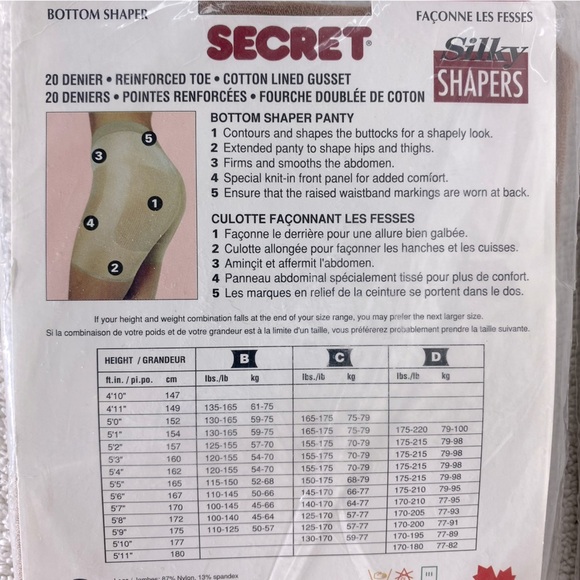 BOTTOM SHAPER
FAÇONNE LES FESSES
SECRET®
Silky
SHAPERS
20 DENIER • REINFORCED TOE • COTTON LINED GUSSET
20 DENIERS • POINTES RENFORCÉES • FOURCHE DOUBLÉE DE COTON
5
3
1
4
2
BOTTOM SHAPER PANTY
1 Contours and shapes the buttocks for a shapely look.
2 Extended panty to shape hips and thighs.
3 Firms and smooths the abdomen.
4 Special knit-in front panel for added comfort.
5 Ensure that the raised waistband markings are worn at back.
CULOTTE FAÇONNANT LES FESSES
1 Façonne le derrière pour une allure bien galbée.
2 Culotte allongée pour façonner les hanches et les cuisses.
3 Amincit et affermit l'abdomen.
4 Panneau abdominal spécialement tissé pour plus de confort.
5 Les marques en relief de la ceinture se portent dans le dos.
If your height and weight combination falls at the end of your size range, you may prefer the next larger size.
Si la combinaison de votre poids et de votre grandeur est à la limite d'un taille, vous préférerez probablement prendre la taille suivante.
HEIGHT / GRANDEUR B C D
ft.in. / pi.po. cm lbs./lb kg lbs./lb kg lbs./lb kg
4'10" 147
4'11" 149 135-165 61-75
5'0" 152 130-165 59-75 165-175 75-79
5'1" 154 130-165 59-75 165-175 75-79 175-220 79-100
5'2" 157 125-155 57-70 155-175 70-79 175-215 79-98
5'3" 160 120-155 54-70 155-175 70-79 175-215 79-98
5'4" 162 120-155 54-70 155-175 70-79 175-215 79-98
5'5" 165 115-150 52-68 150-175 68-79 175-215 79-98
5'6" 167 110-145 50-66 145-170 66-77 175-210 79-95
5'7" 170 100-145 45-66 145-170 66-77 170-210 77-95
5'8" 172 100-140 45-64 125-170 57-77 170-205 77-93
5'9" 175 110-125 50-57 125-170 57-77 170-200 77-91
5'10" 177 130-170 59-77 170-195 77-89
5'11" 180 170-180 77-82
87% Nylon, 13% spandex